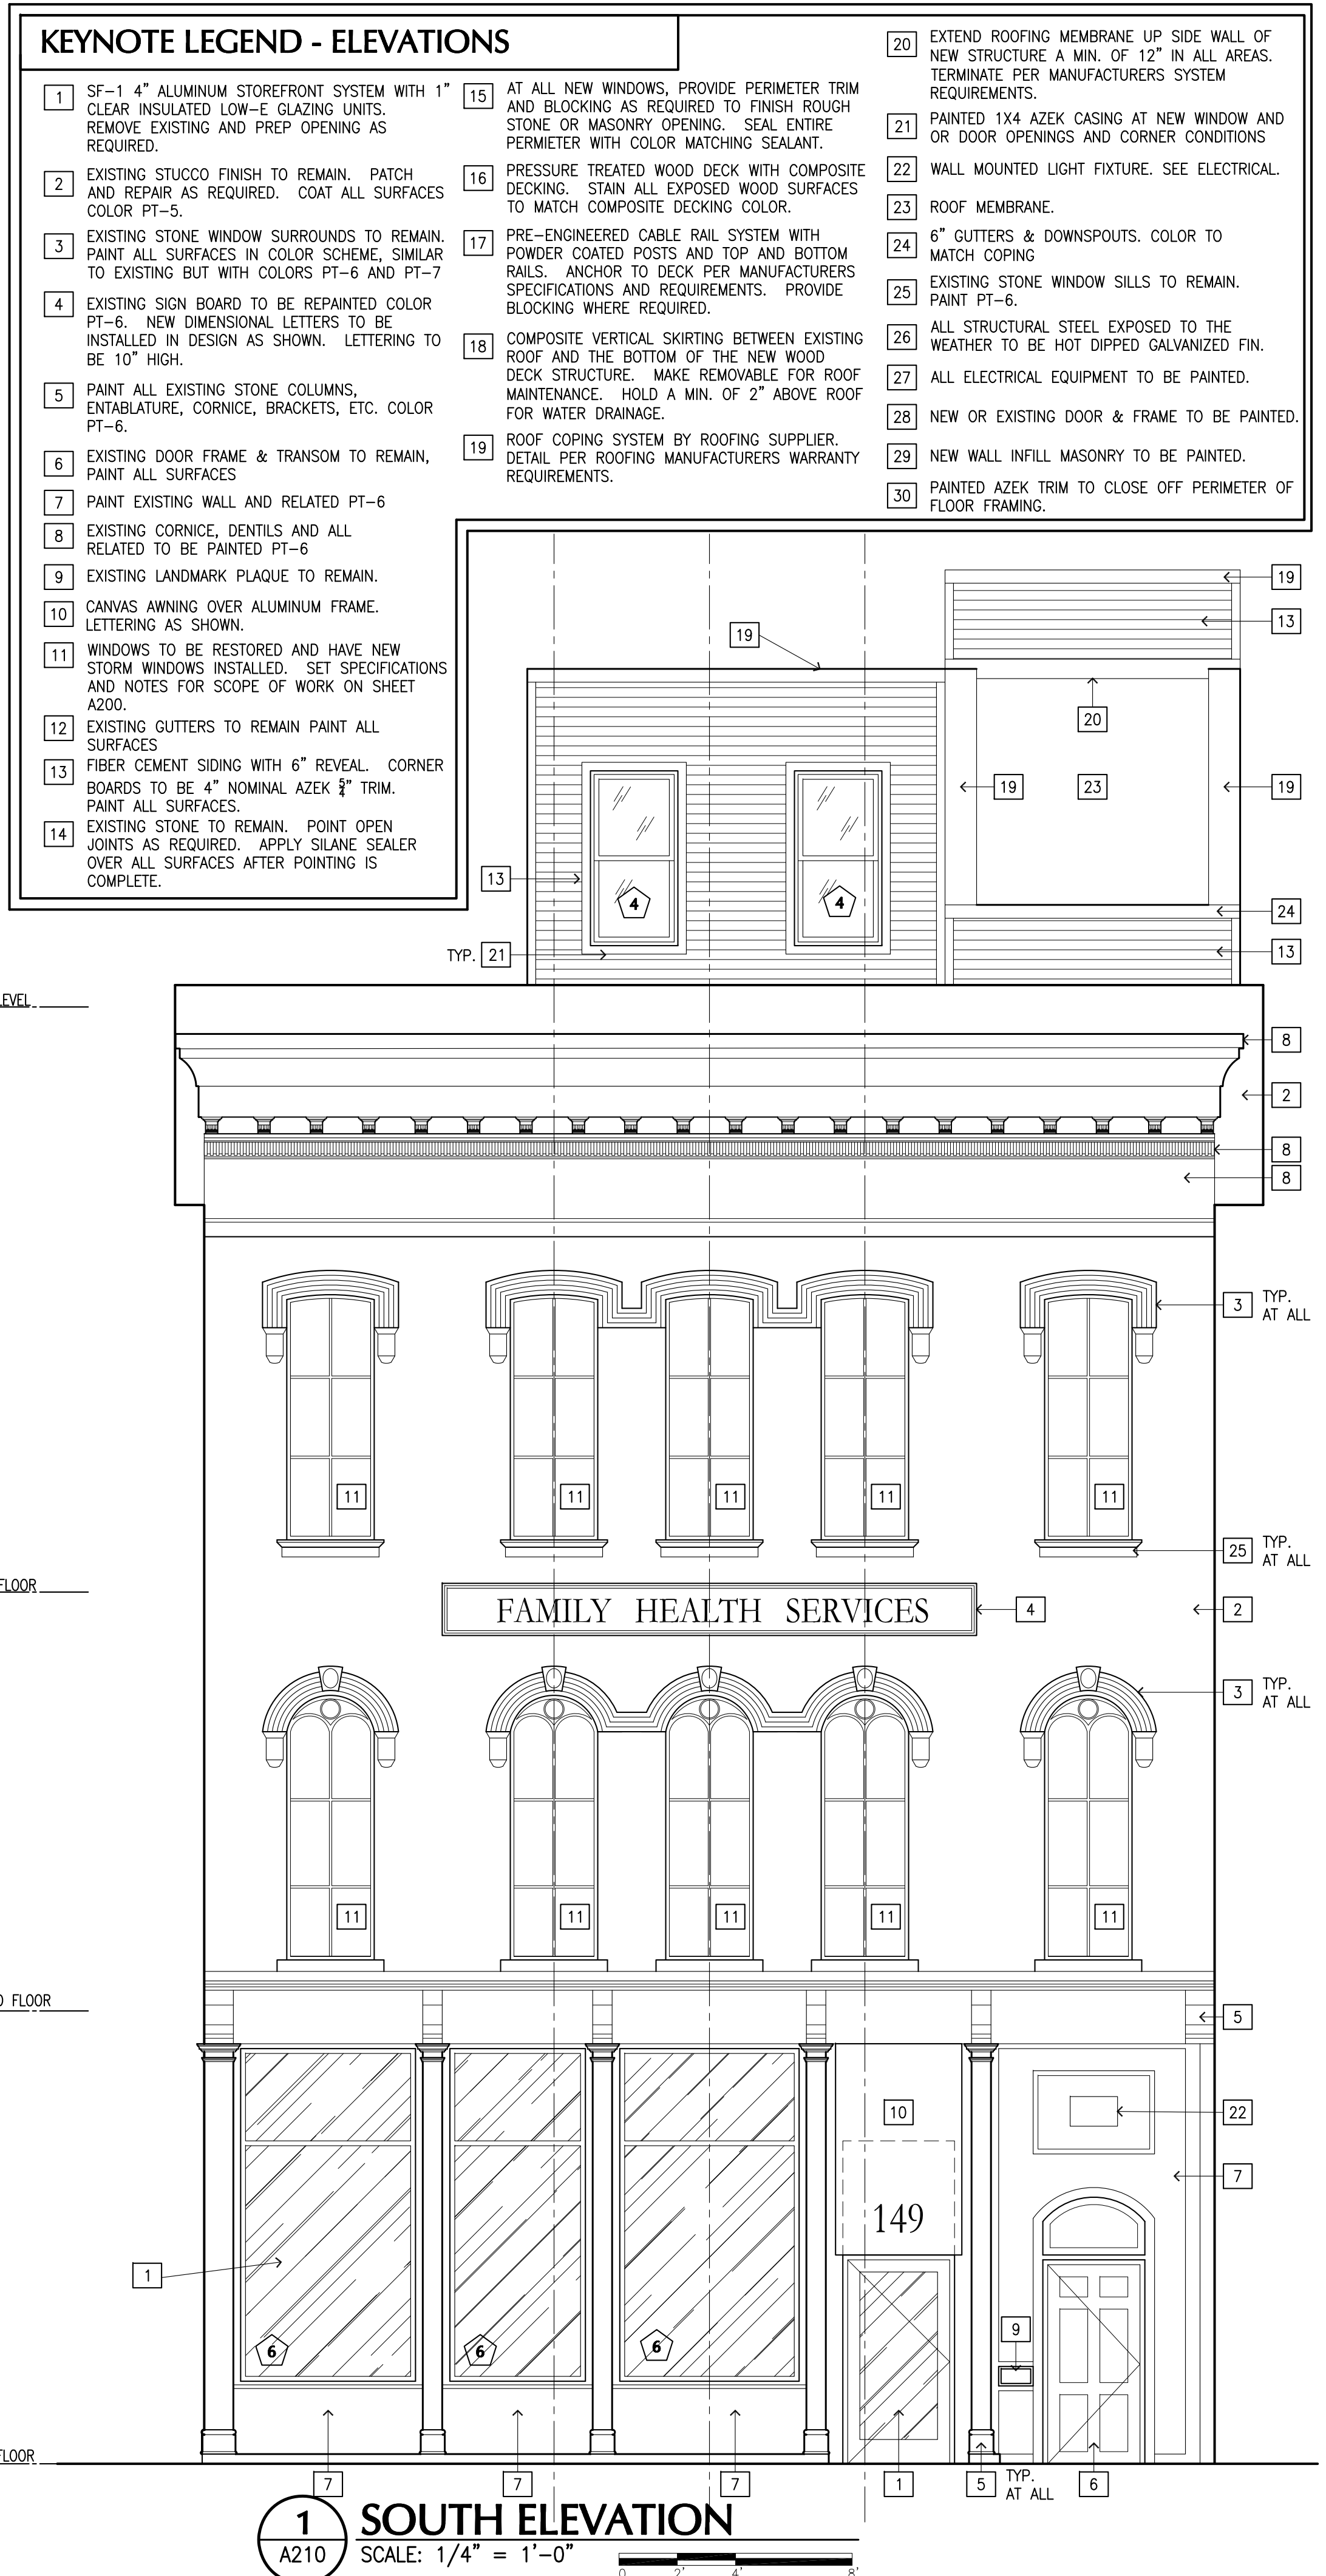 KEYNOTE LEGEND - ELEVATIONS
1 SF-1 4" ALUMINUM STOREFRONT SYSTEM WITH 1"
CLEAR INSULATED LOW-E GLAZING UNITS.
REMOVE EXISTING AND PREP OPENING AS
REQUIRED.
2 EXISTING STUCCO FINISH TO REMAIN. PATCH
AND REPAIR AS REQUIRED. COAT ALL SURFACES
COLOR PT-5.
3 EXISTING STONE WINDOW SURROUNDS TO REMAIN.
PAINT ALL SURFACES IN COLOR SCHEME, SIMILAR
TO EXISTING BUT WITH COLORS PT-6 AND PT-7
4 EXISTING SIGN BOARD TO BE REPAINTED COLOR
PT-6. NEW DIMENSIONAL LETTERS TO BE
INSTALLED IN DESIGN AS SHOWN. LETTERING TO
BE 10" HIGH.
5 PAINT ALL EXISTING STONE COLUMNS,
ENTABLATURE, CORNICE, BRACKETS, ETC. COLOR
PT-6.
6 EXISTING DOOR FRAME & TRANSOM TO REMAIN,
PAINT ALL SURFACES
7 PAINT EXISTING WALL AND RELATED PT-6
8 EXISTING CORNICE, DENTILS AND ALL
RELATED TO BE PAINTED PT-6
9 EXISTING LANDMARK PLAQUE TO REMAIN.
10 CANVAS AWNING OVER ALUMINUM FRAME.
LETTERING AS SHOWN.
11 WINDOWS TO BE RESTORED AND HAVE NEW
STORM WINDOWS INSTALLED. SET SPECIFICATIONS
AND NOTES FOR SCOPE OF WORK ON SHEET
A200.
12 EXISTING GUTTERS TO REMAIN PAINT ALL
SURFACES
13 FIBER CEMENT SIDING WITH 6" REVEAL. CORNER
BOARDS TO BE 4" NOMINAL AZEK 5/4" TRIM.
PAINT ALL SURFACES.
14 EXISTING STONE TO REMAIN. POINT OPEN
JOINTS AS REQUIRED. APPLY SILANE SEALER
OVER ALL SURFACES AFTER POINTING IS
COMPLETE.
15 AT ALL NEW WINDOWS, PROVIDE PERIMETER TRIM
AND BLOCKING AS REQUIRED TO FINISH ROUGH
STONE OR MASONRY OPENING. SEAL ENTIRE
PERMIETER WITH COLOR MATCHING SEALANT.
16 PRESSURE TREATED WOOD DECK WITH COMPOSITE
DECKING. STAIN ALL EXPOSED WOOD SURFACES
TO MATCH COMPOSITE DECKING COLOR.
17 PRE-ENGINEERED CABLE RAIL SYSTEM WITH
POWDER COATED POSTS AND TOP AND BOTTOM
RAILS. ANCHOR TO DECK PER MANUFACTURERS
SPECIFICATIONS AND REQUIREMENTS. PROVIDE
BLOCKING WHERE REQUIRED.
18 COMPOSITE VERTICAL SKIRTING BETWEEN EXISTING
ROOF AND THE BOTTOM OF THE NEW WOOD
DECK STRUCTURE. MAKE REMOVABLE FOR ROOF
MAINTENANCE. HOLD A MIN. OF 2" ABOVE ROOF
FOR WATER DRAINAGE.
19 ROOF COPING SYSTEM BY ROOFING SUPPLIER.
DETAIL PER ROOFING MANUFACTURERS WARRANTY
REQUIREMENTS.
20 EXTEND ROOFING MEMBRANE UP SIDE WALL OF
NEW STRUCTURE A MIN. OF 12" IN ALL AREAS.
TERMINATE PER MANUFACTURERS SYSTEM
REQUIREMENTS.
21 PAINTED 1X4 AZEK CASING AT NEW WINDOW AND
OR DOOR OPENINGS AND CORNER CONDITIONS
22 WALL MOUNTED LIGHT FIXTURE. SEE ELECTRICAL.
23 ROOF MEMBRANE.
24 6" GUTTERS & DOWNSPOUTS. COLOR TO
MATCH COPING
25 EXISTING STONE WINDOW SILLS TO REMAIN.
PAINT PT-6.
26 ALL STRUCTURAL STEEL EXPOSED TO THE
WEATHER TO BE HOT DIPPED GALVANIZED FIN.
27 ALL ELECTRICAL EQUIPMENT TO BE PAINTED.
28 NEW OR EXISTING DOOR & FRAME TO BE PAINTED.
29 NEW WALL INFILL MASONRY TO BE PAINTED.
30 PAINTED AZEK TRIM TO CLOSE OFF PERIMETER OF
FLOOR FRAMING.
19
13
19
20
19 23 19
13 4 4
24
TYP. 21 13
LEVEL
8
2
8
8
3 TYP.
AT ALL
11 11 11 11 11
25 TYP.
AT ALL
FLOOR
FAMILY HEALTH SERVICES 4 2
3 TYP.
AT ALL
11 11 11 11 11
FLOOR
5
10 22
7
149
1
9
6 6 6
FLOOR
7 7 7 1 5 TYP.
AT ALL
6
1 SOUTH ELEVATION
A210 SCALE: 1/4" = 1'-0"
0 2' 4' 8'